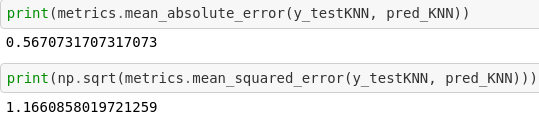 print(metrics.mean_absolute_error(y_testKNN, pred_KNN))
0.5670731707317073
print(np.sqrt(metrics.mean_squared_error(y_testKNN, pred_KNN)))
1.1660858019721259